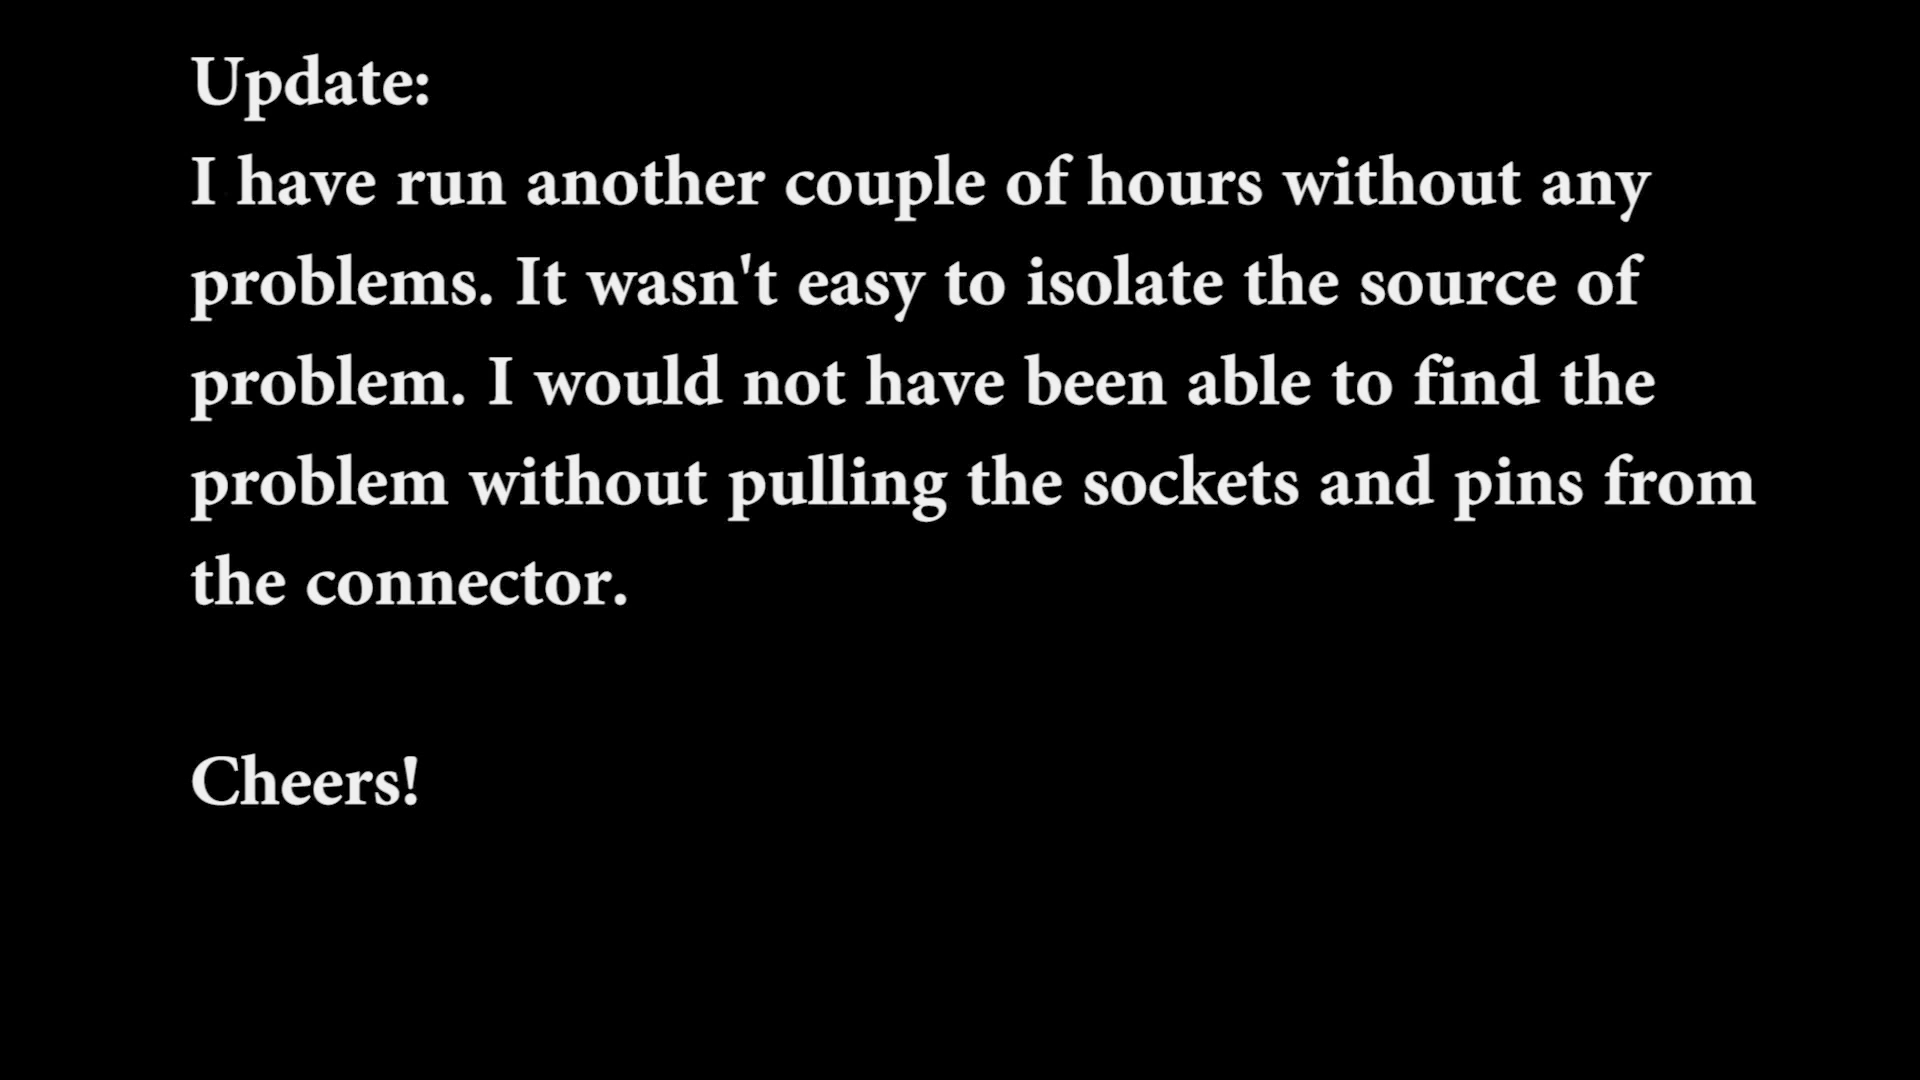 Update:
I have run another couple of hours without any
problems. It wasn't easy to isolate the source of
problem. I would not have been able to find the
problem without pulling the sockets and pins from
the connector.
Cheers!